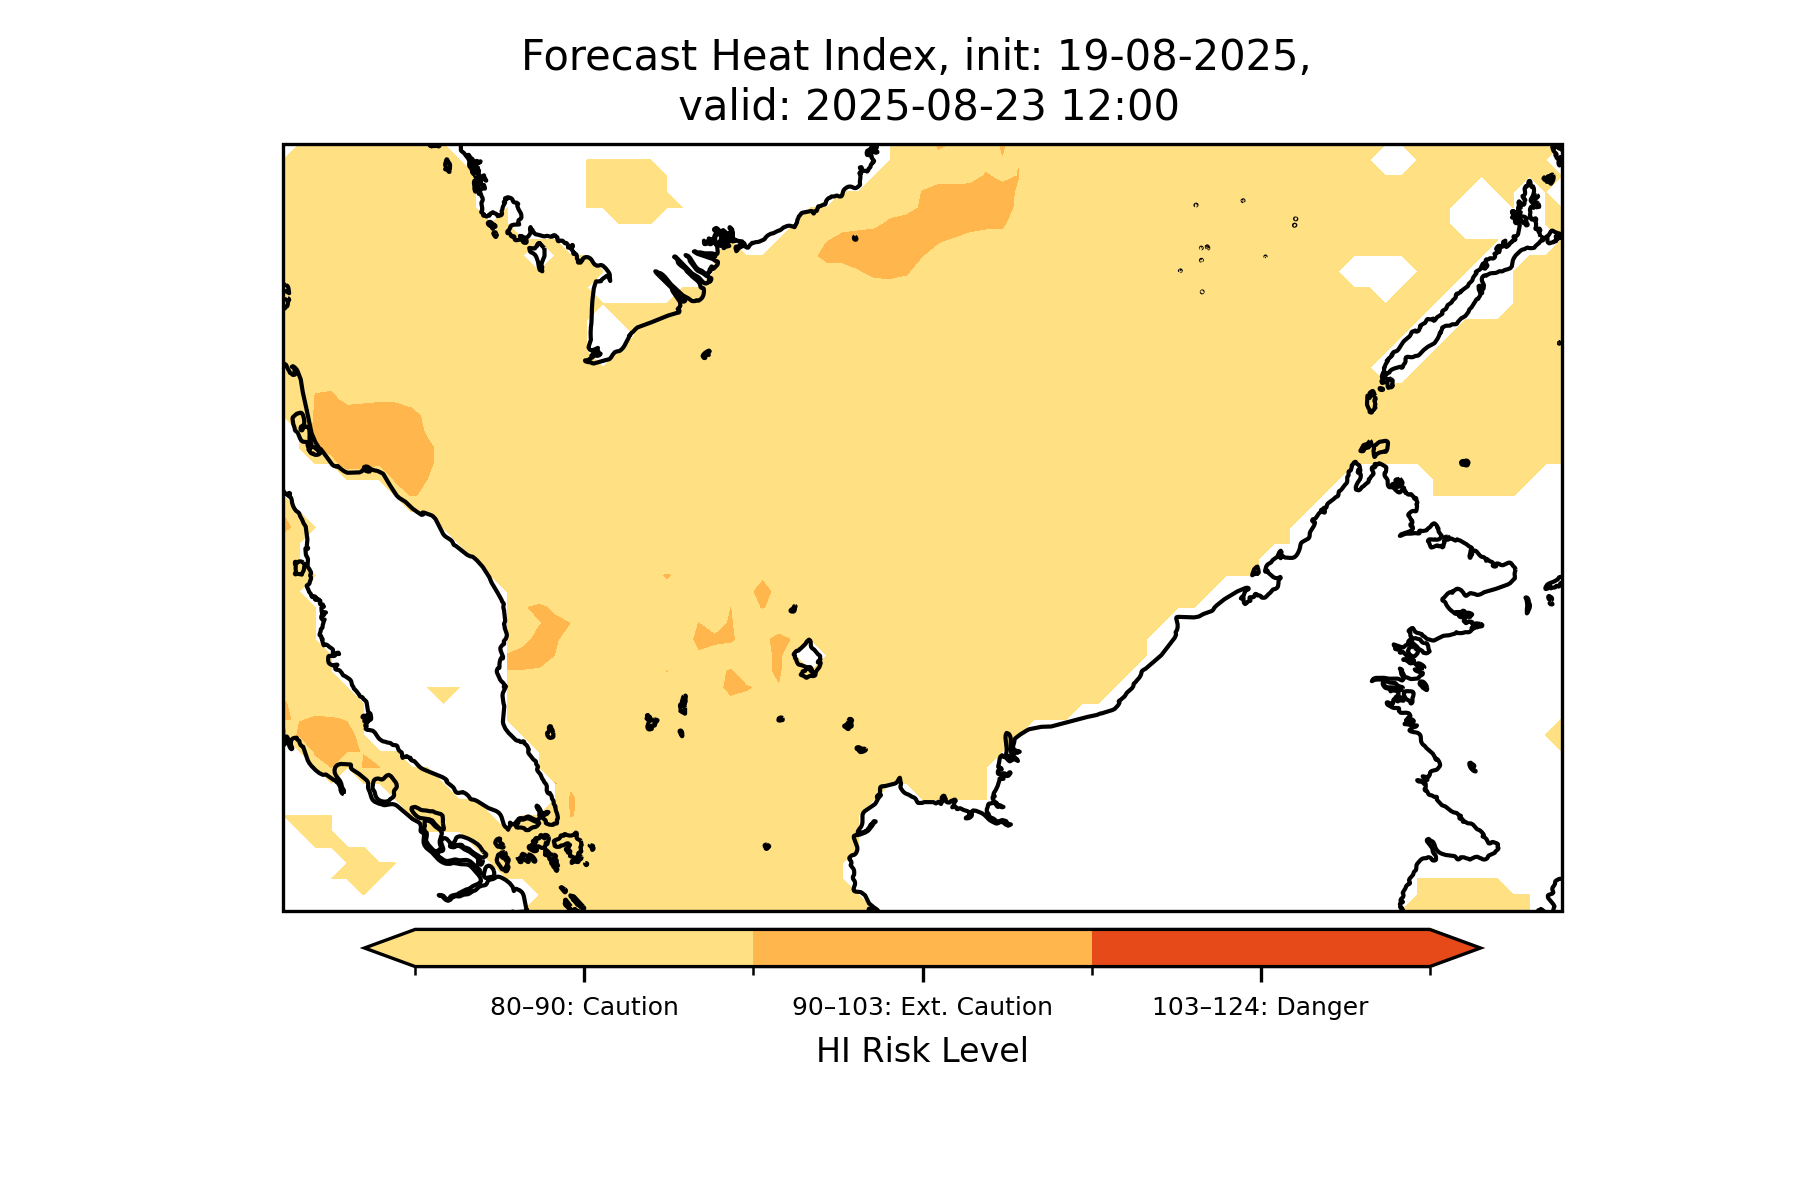 Forecast Heat Index, init: 19-08-2025,
valid: 2025-08-23 12:00
80–90: Caution
90–103: Ext. Caution
103–124: Danger
HI Risk Level